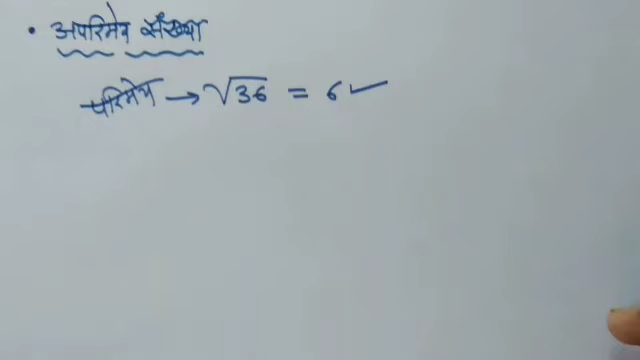 • अपरिमेय संख्या
परिमेय → √36 = 6 ✓